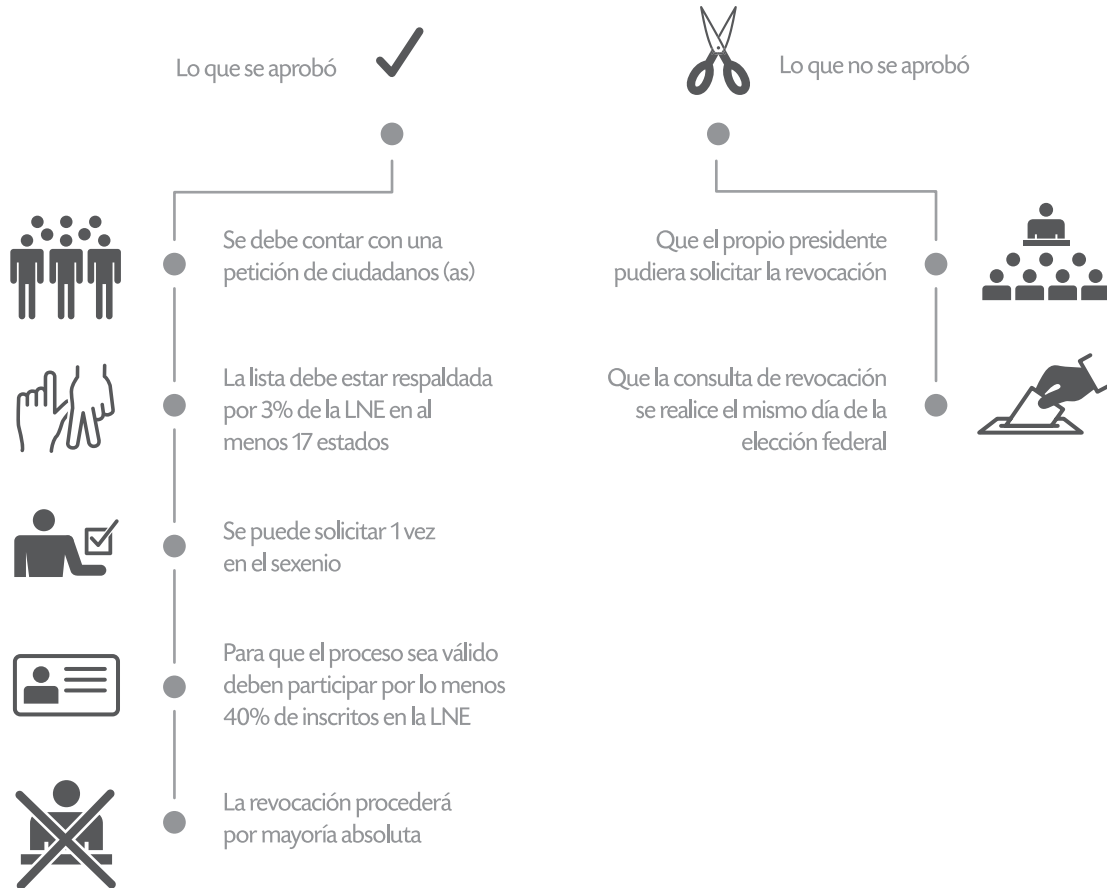 Lo que se aprobó
Se debe contar con una
petición de ciudadanos (as)
La lista debe estar respaldada
por 3% de la LNE en al
menos 17 estados
Se puede solicitar 1 vez
en el sexenio
Para que el proceso sea válido
deben participar por lo menos
40% de inscritos en la LNE
La revocación procederá
por mayoría absoluta
Lo que no se aprobó
Que el propio presidente
pudiera solicitar la revocación
Que la consulta de revocación
se realice el mismo día de la
elección federal